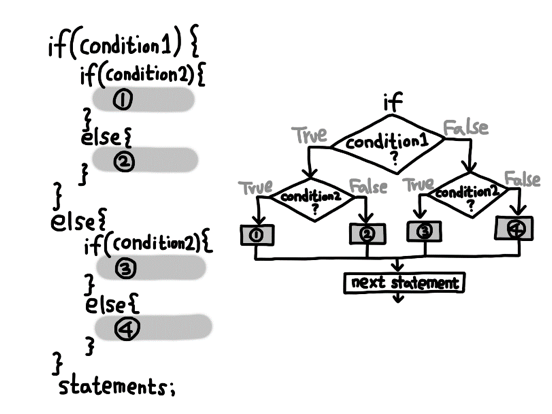 if(condition1){
if(condition2){
①
}
else{
②
}
}
else{
if(condition2){
③
}
else{
④
}
}
statements;
if
True
False
condition1
?
True
False
True
False
condition2
?
condition2
?
①
②
③
④
next statement